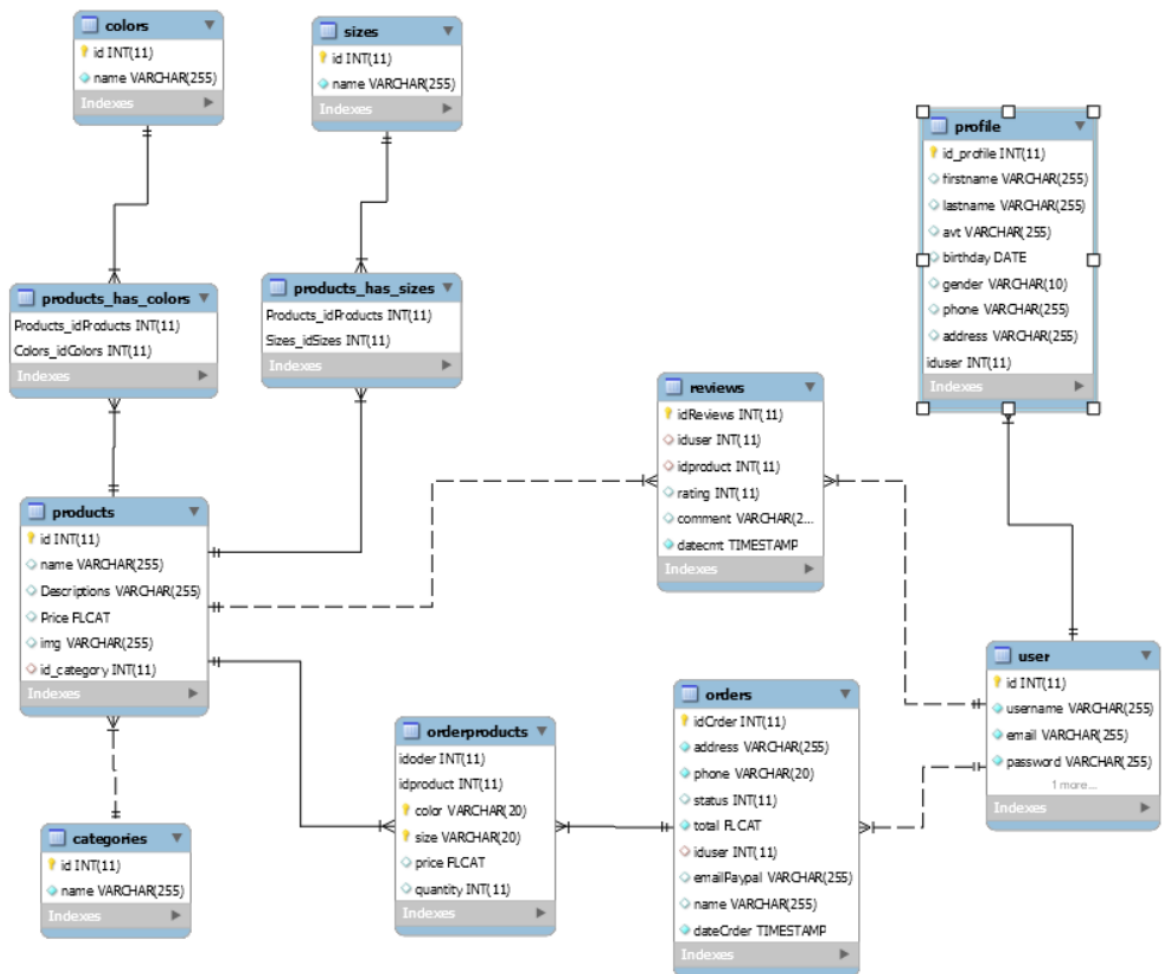 colors
id INT(11)
name VARCHAR(255)
Indexes
sizes
id INT(11)
name VARCHAR(255)
Indexes
profile
id_profile INT(11)
firstname VARCHAR(255)
lastname VARCHAR(255)
avt VARCHAR(255)
birthday DATE
gender VARCHAR(10)
phone VARCHAR(255)
address VARCHAR(255)
iduser INT(11)
Indexes
products_has_colors
Products_idProducts INT(11)
Colors_idColors INT(11)
Indexes
products_has_sizes
Products_idProducts INT(11)
Sizes_idSizes INT(11)
Indexes
reviews
idReviews INT(11)
iduser INT(11)
idproduct INT(11)
rating INT(11)
comment VARCHAR(2...
datecmt TIMESTAMP
Indexes
products
id INT(11)
name VARCHAR(255)
Descriptions VARCHAR(255)
Price FLOAT
img VARCHAR(255)
id_category INT(11)
Indexes
user
id INT(11)
username VARCHAR(255)
email VARCHAR(255)
password VARCHAR(255)
1 more...
Indexes
orderproducts
idoder INT(11)
idproduct INT(11)
color VARCHAR(20)
size VARCHAR(20)
price FLOAT
quantity INT(11)
Indexes
orders
idOrder INT(11)
address VARCHAR(255)
phone VARCHAR(20)
status INT(11)
total FLOAT
iduser INT(11)
emailPaypal VARCHAR(255)
name VARCHAR(255)
dateOrder TIMESTAMP
Indexes
categories
id INT(11)
name VARCHAR(255)
Indexes